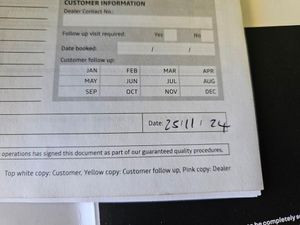 CUSTOMER INFORMATION
Dealer Contact No.:
Follow up visit required: Yes No
Date booked: / /
Customer follow up:
JAN FEB MAR APR
MAY JUN JUL AUG
SEP OCT NOV DEC
Date: 25/11/24
operations has signed this document as part of our guaranteed quality procedures.
Top white copy: Customer, Yellow copy: Customer follow up, Pink copy: Dealer
be completely